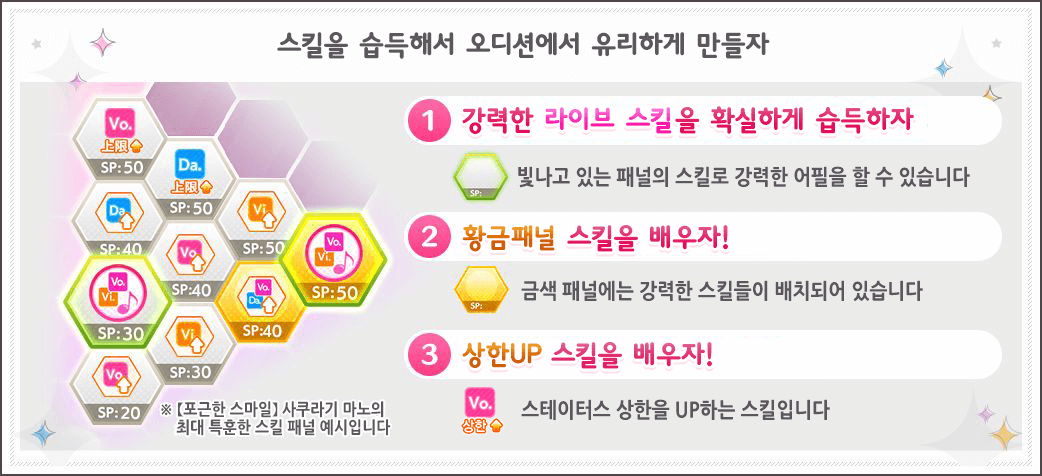 스킬을 습득해서 오디션에서 유리하게 만들자
Vo.
上限
SP:50
Da.
上限
SP:50
Da
SP:40
Vi
SP:50
Vo
SP:40
Vo.
Vi.
SP:50
Vo.
Vi.
SP:30
Vo.
Da.
SP:40
Vi
SP:30
Vo
SP:20
※ 【포근한 스마일】 사쿠라기 마노의
최대 특훈한 스킬 패널 예시입니다
1 강력한 라이브 스킬을 확실하게 습득하자
SP:
빛나고 있는 패널의 스킬로 강력한 어필을 할 수 있습니다
2 황금패널 스킬을 배우자!
SP:
금색 패널에는 강력한 스킬들이 배치되어 있습니다
3 상한UP 스킬을 배우자!
Vo.
상한
스테이터스 상한을 UP하는 스킬입니다